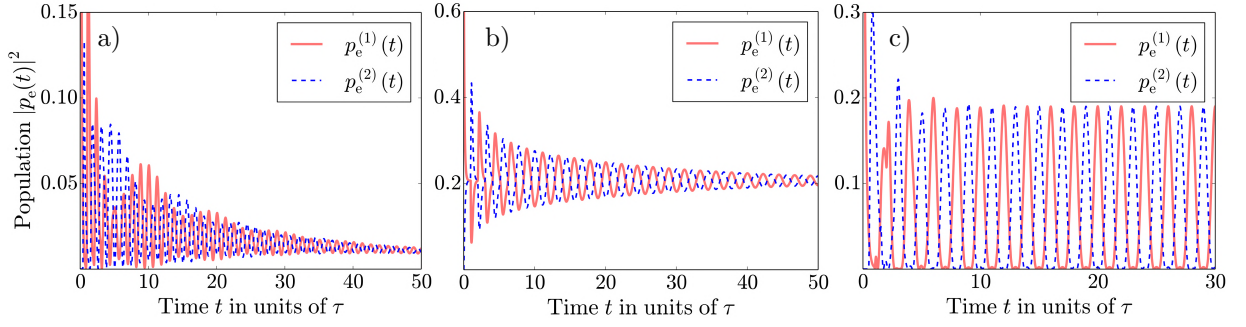 Population |p_e(t)|^2
0.15
0.10
0.05
a)
p_e^(1)(t)
p_e^(2)(t)
0 10 20 30 40 50
Time t in units of τ
0.6
0.4
0.2
b)
p_e^(1)(t)
p_e^(2)(t)
0 10 20 30 40 50
Time t in units of τ
0.3
0.2
0.1
c)
p_e^(1)(t)
p_e^(2)(t)
0 10 20 30
Time t in units of τ